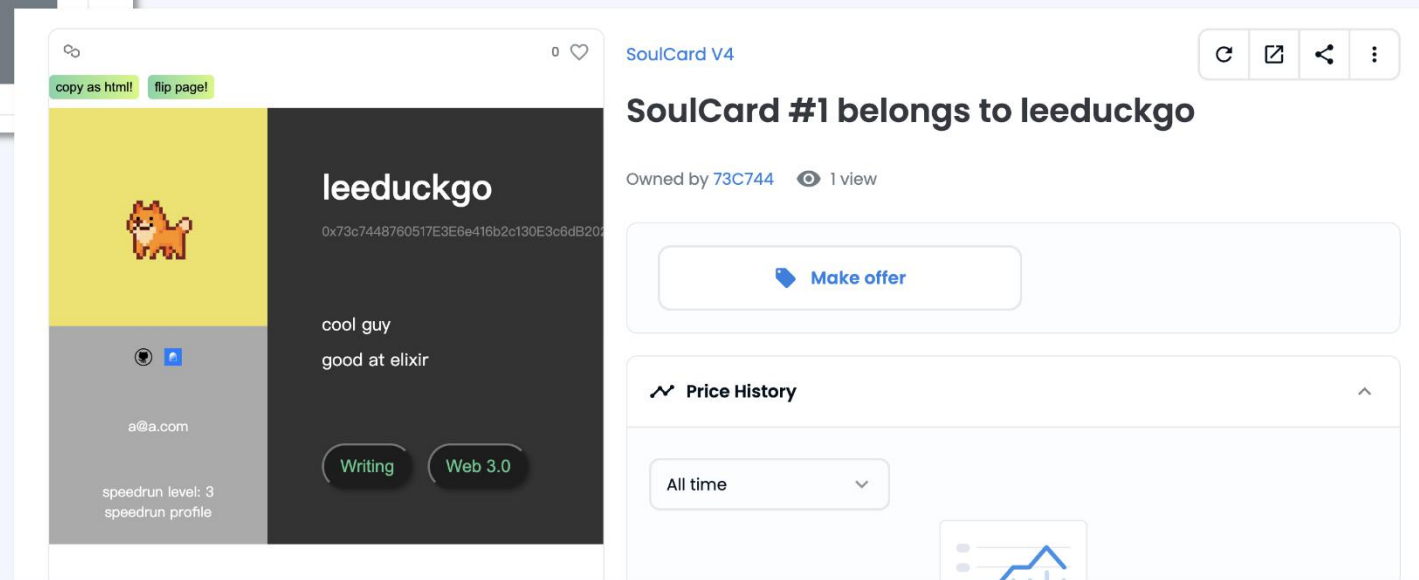 0
copy as html! flip page!
leeduckgo
0x73c7448760517E3E6e416b2c130E3c6dB202
cool guy
good at elixir
a@a.com
speedrun level: 3
speedrun profile
Writing Web 3.0
SoulCard V4
SoulCard #1 belongs to leeduckgo
Owned by 73C744 1 view
Make offer
Price History
All time